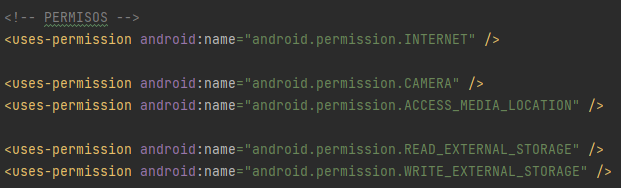 <!-- PERMISOS -->
<uses-permission android:name="android.permission.INTERNET" />
<uses-permission android:name="android.permission.CAMERA" />
<uses-permission android:name="android.permission.ACCESS_MEDIA_LOCATION" />
<uses-permission android:name="android.permission.READ_EXTERNAL_STORAGE" />
<uses-permission android:name="android.permission.WRITE_EXTERNAL_STORAGE" />